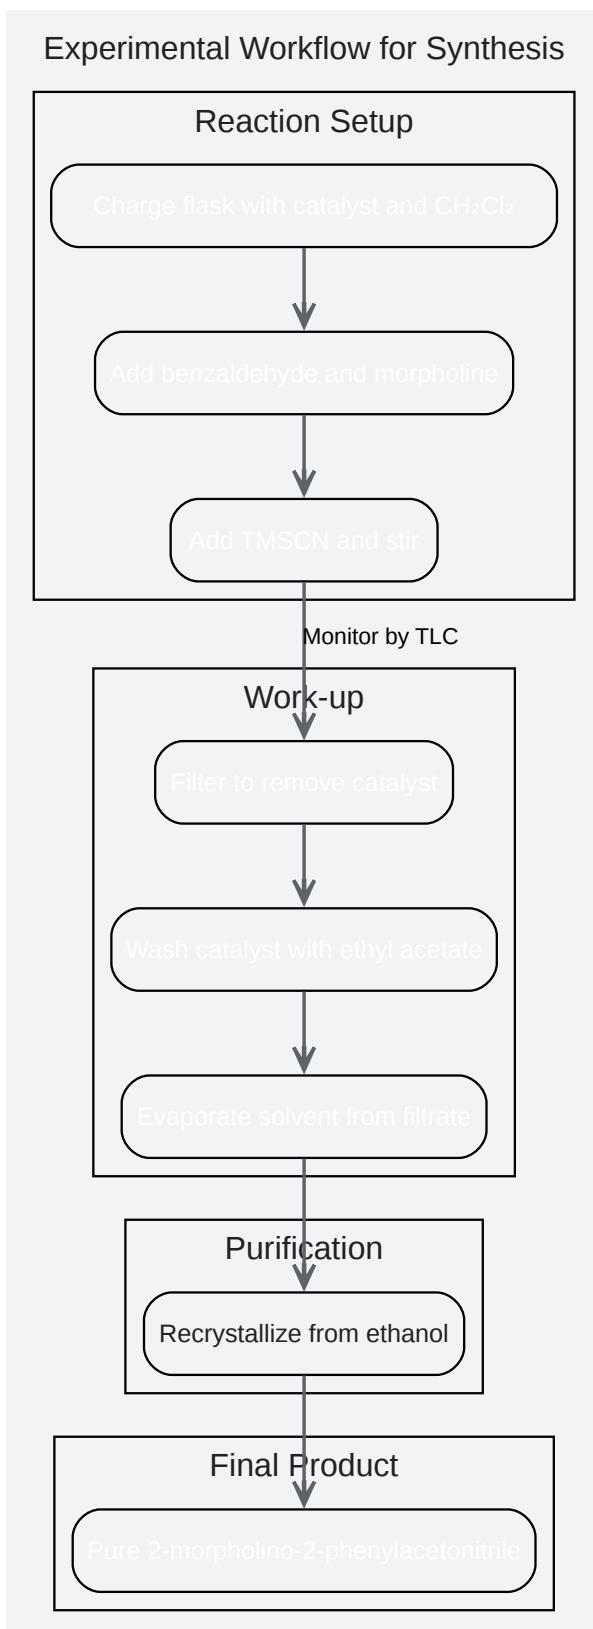 Experimental Workflow for Synthesis
Reaction Setup
Charge flask with catalyst and CH₂Cl₂
Add benzaldehyde and morpholine
Add TMSCN and stir
Monitor by TLC
Work-up
Filter to remove catalyst
Wash catalyst with ethyl acetate
Evaporate solvent from filtrate
Purification
Recrystallize from ethanol
Final Product
Pure 2-morpholino-2-phenylacetonitrile